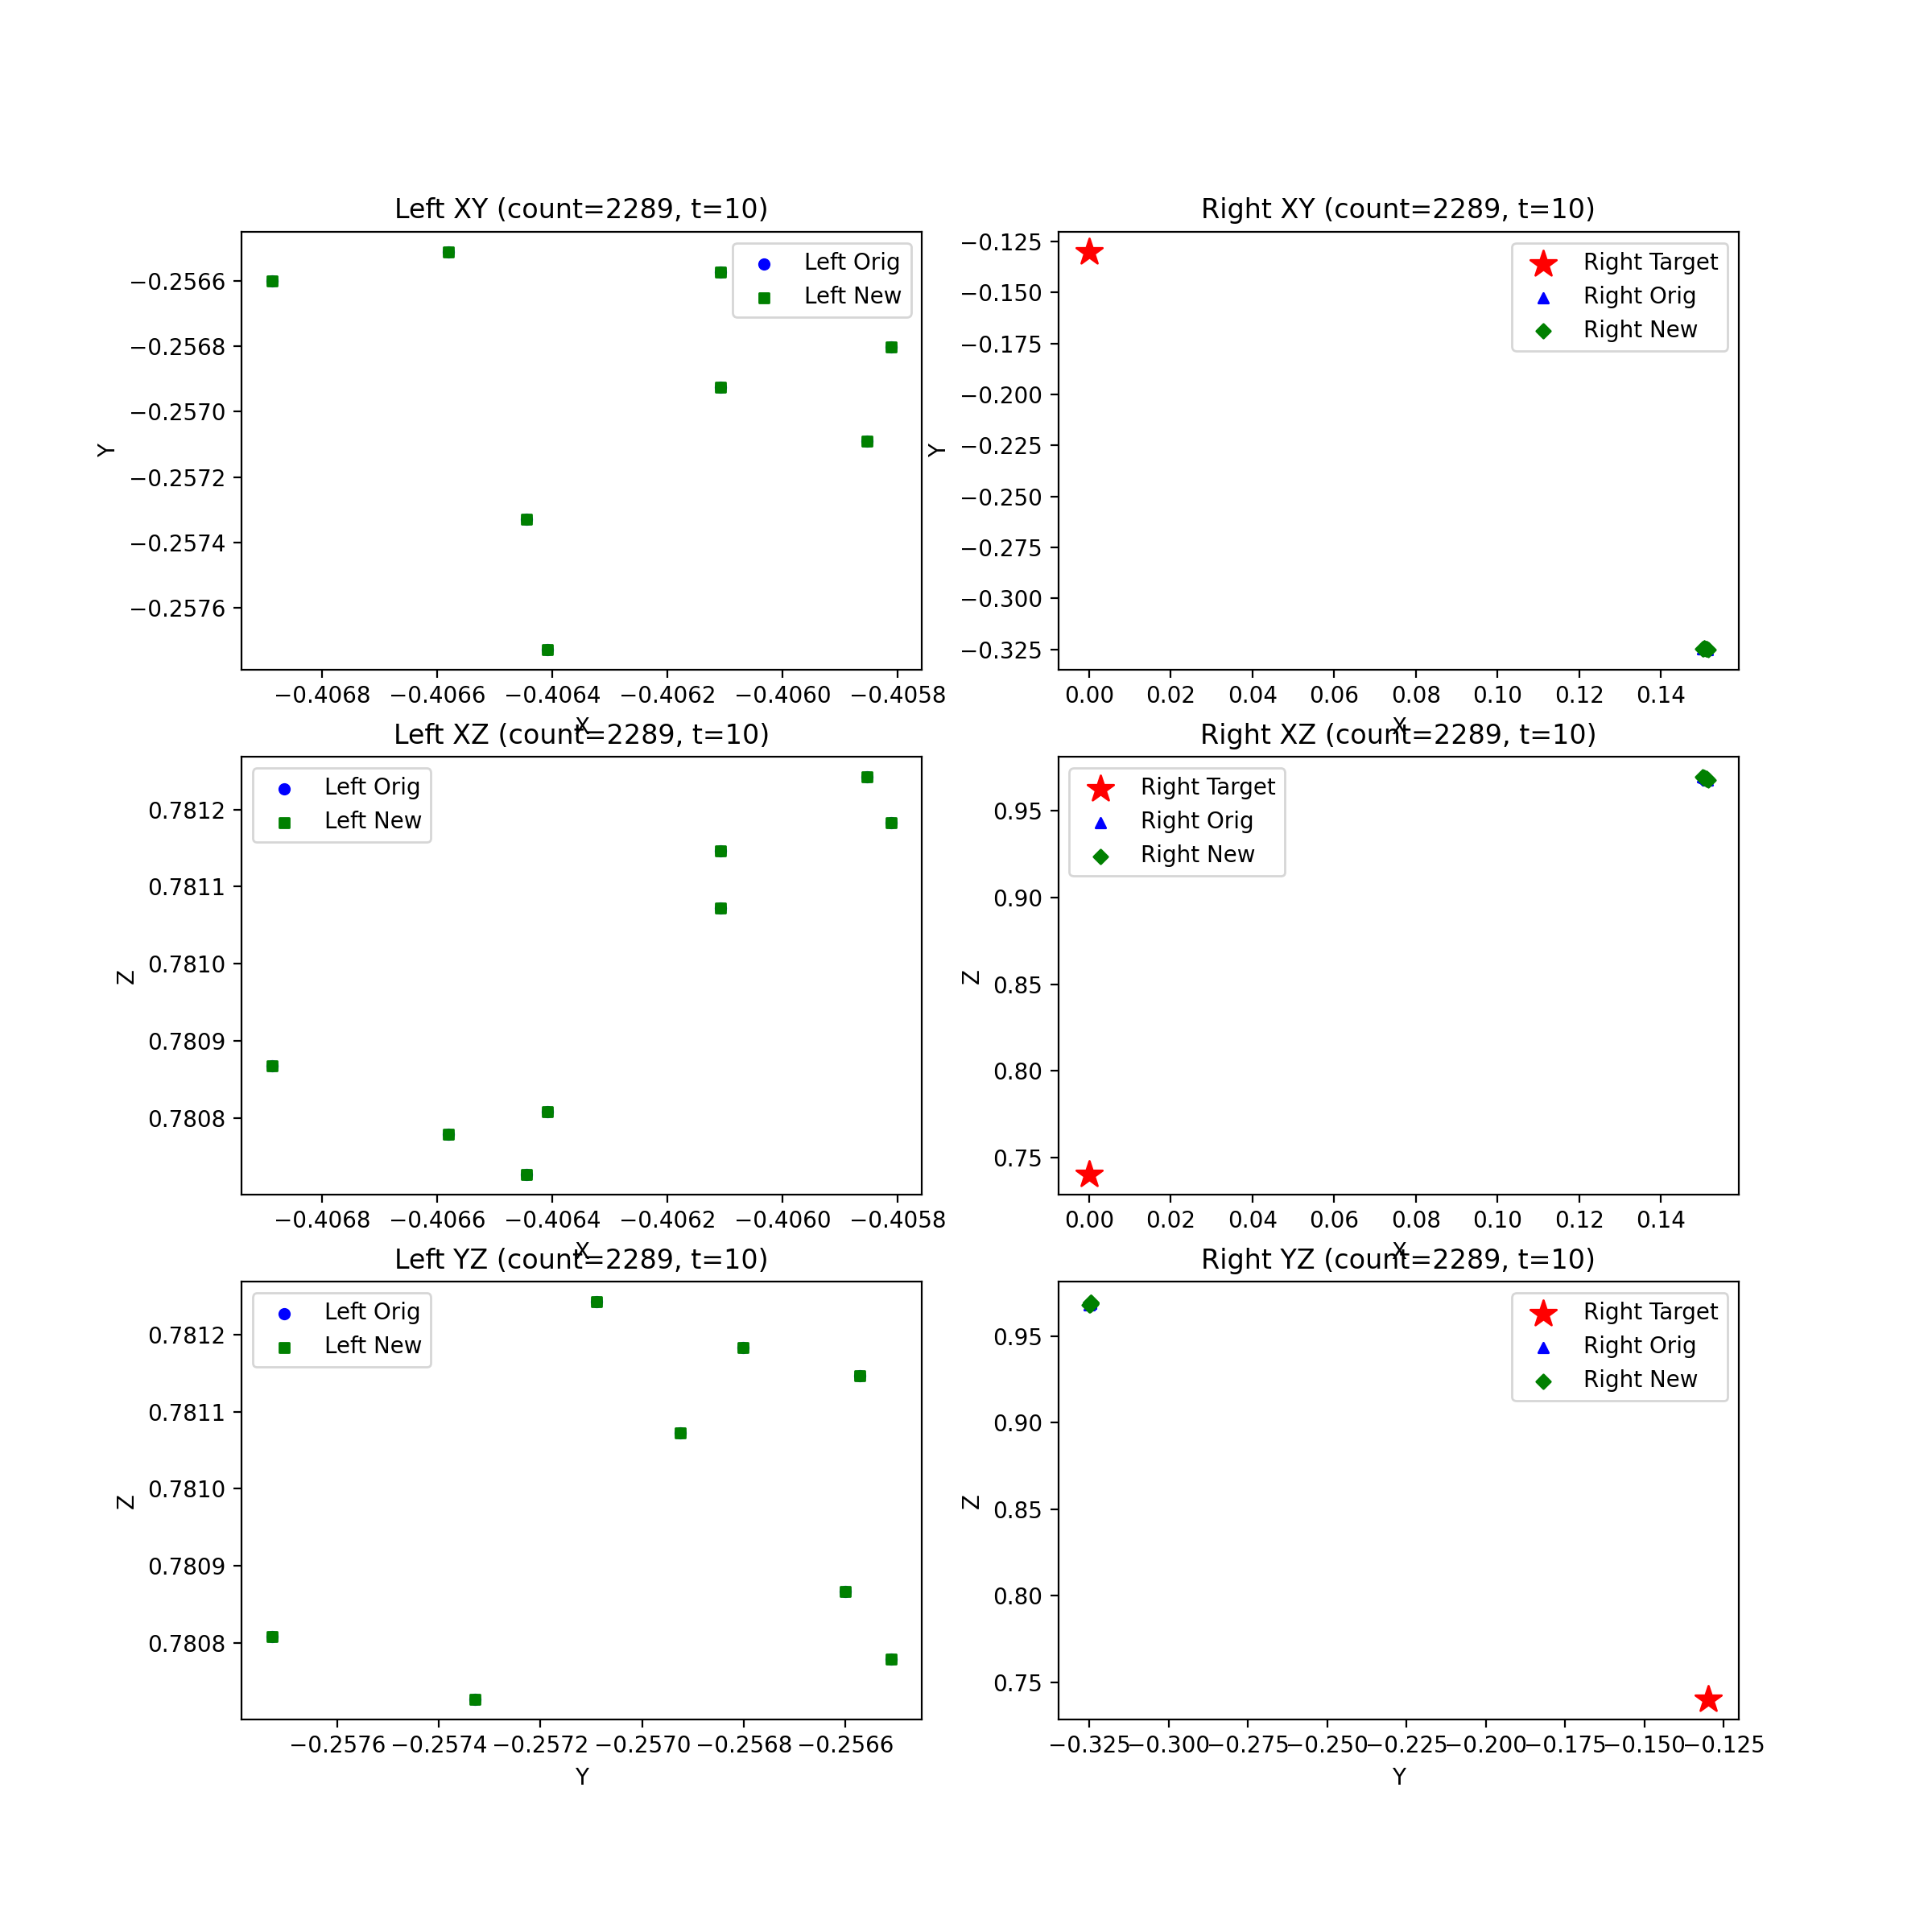 Left XY (count=2289, t=10)
Left Orig
Left New
−0.2566
−0.2568
−0.2570
−0.2572
−0.2574
−0.2576
Y
−0.4068 −0.4066 −0.4064 −0.4062 −0.4060 −0.4058
X
Right XY (count=2289, t=10)
Right Target
Right Orig
Right New
−0.125
−0.150
−0.175
−0.200
−0.225
−0.250
−0.275
−0.300
−0.325
Y
0.00 0.02 0.04 0.06 0.08 0.10 0.12 0.14
X
Left XZ (count=2289, t=10)
Left Orig
Left New
0.7812
0.7811
0.7810
0.7809
0.7808
Z
−0.4068 −0.4066 −0.4064 −0.4062 −0.4060 −0.4058
X
Right XZ (count=2289, t=10)
Right Target
Right Orig
Right New
0.95
0.90
0.85
0.80
0.75
Z
0.00 0.02 0.04 0.06 0.08 0.10 0.12 0.14
X
Left YZ (count=2289, t=10)
Left Orig
Left New
0.7812
0.7811
0.7810
0.7809
0.7808
Z
−0.2576 −0.2574 −0.2572 −0.2570 −0.2568 −0.2566
Y
Right YZ (count=2289, t=10)
Right Target
Right Orig
Right New
0.95
0.90
0.85
0.80
0.75
Z
−0.325 −0.300 −0.275 −0.250 −0.225 −0.200 −0.175 −0.150 −0.125
Y